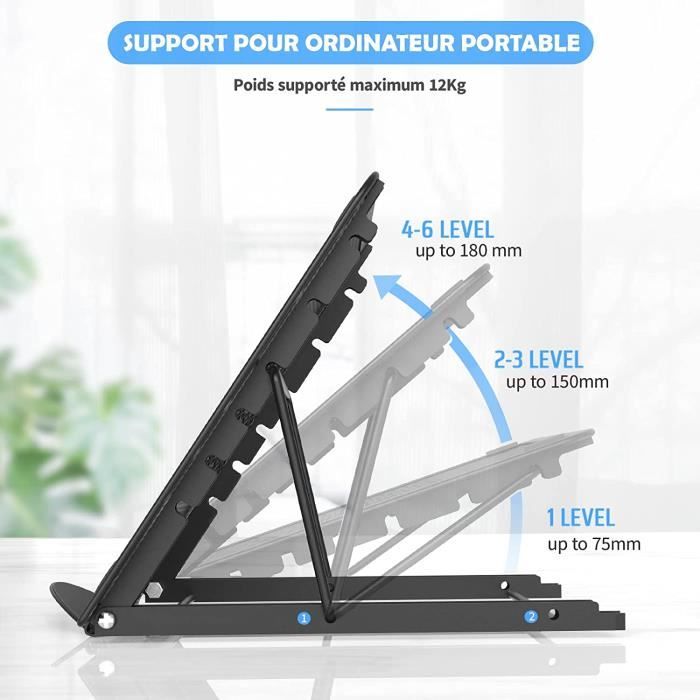 SUPPORT POUR ORDINATEUR PORTABLE
Poids supporté maximum 12Kg
4-6 LEVEL
up to 180 mm
2-3 LEVEL
up to 150mm
1 LEVEL
up to 75mm
1
2